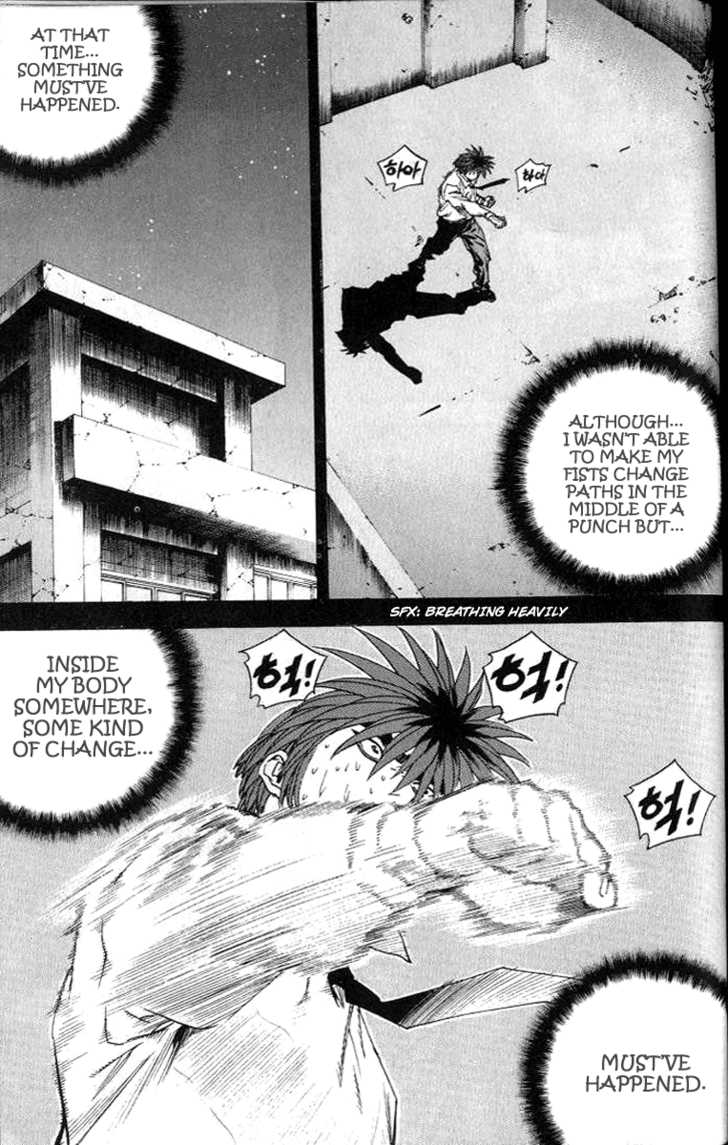 AT THAT
TIME...
SOMETHING
MUST'VE
HAPPENED.
하아
하아
ALTHOUGH...
I WASN'T ABLE
TO MAKE MY
FISTS CHANGE
PATHS IN THE
MIDDLE OF A
PUNCH BUT...
SFX: BREATHING HEAVILY
INSIDE
MY BODY
SOMEWHERE,
SOME KIND
OF CHANGE...
헉!
헉!
헉!
MUST'VE
HAPPENED.